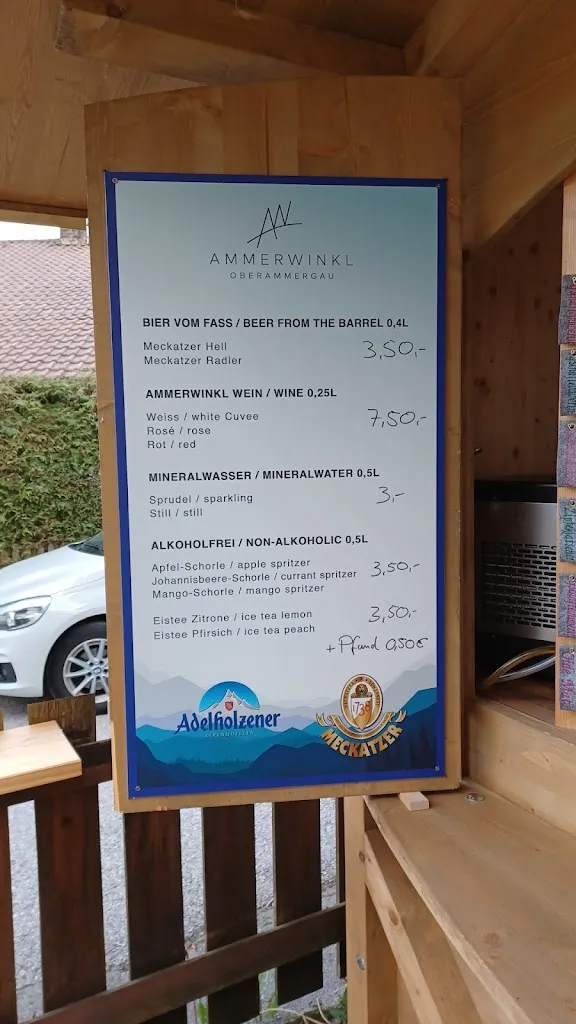 AMMERWINKL
OBERAMMERGAU
BIER VOM FASS / BEER FROM THE BARREL 0,4L
Meckatzer Hell
Meckatzer Radler
3,50,-
AMMERWINKL WEIN / WINE 0,25L
Weiss / white Cuvee
Rosé / rose
Rot / red
7,50,-
MINERALWASSER / MINERALWATER 0,5L
Sprudel / sparkling
Still / still
3,-
ALKOHOLFREI / NON-ALKOHOLIC 0,5L
Apfel-Schorle / apple spritzer
Johannisbeere-Schorle / currant spritzer
Mango-Schorle / mango spritzer
3,50,-
Eistee Zitrone / ice tea lemon
Eistee Pfirsich / ice tea peach
3,50,-
+ Pfand 0,50€
Adelholzener
ALPENQUELLEN
1738
MECKATZER